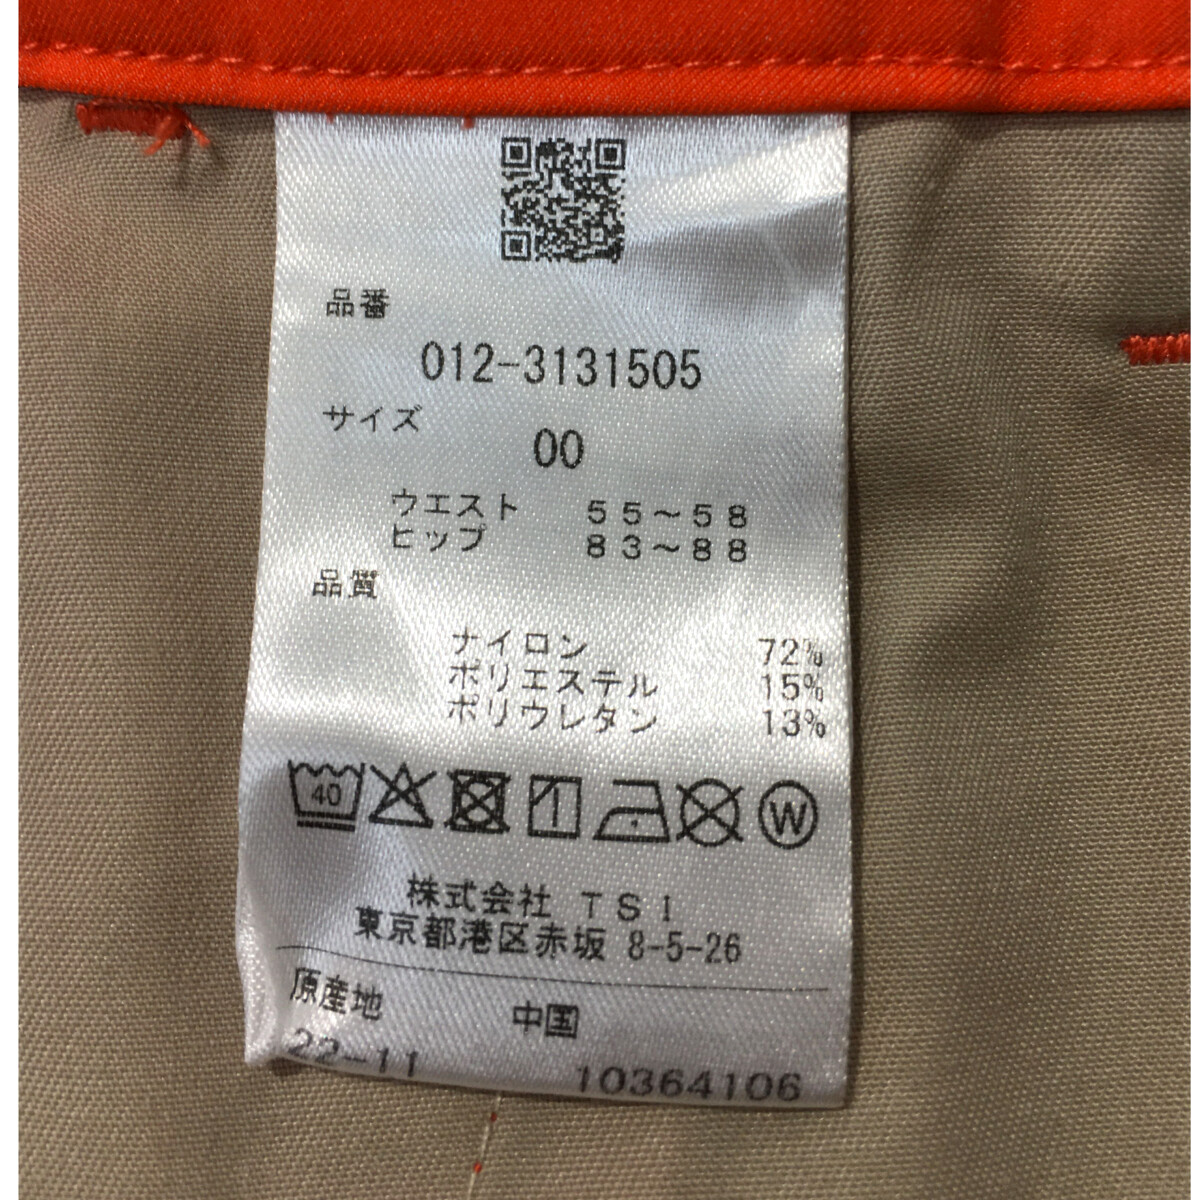 品番
012-3131505
サイズ
00
ウエスト 55～58
ヒップ 83～88
品質
ナイロン 72%
ポリエステル 15%
ポリウレタン 13%
40 W
株式会社 TSI
東京都港区赤坂 8-5-26
原産地 中国
22-11 10364106